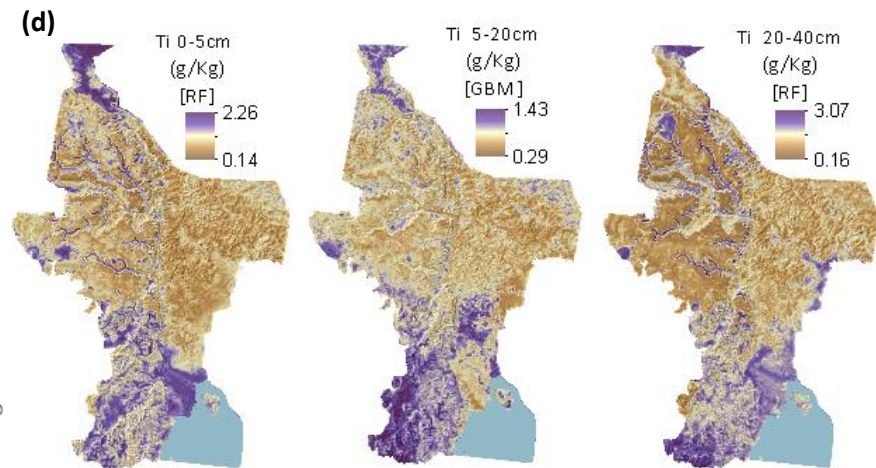 (d)
Ti 0-5cm
(g/Kg)
[RF]
2.26
0.14
Ti 5-20cm
(g/Kg)
[GBM]
1.43
0.29
Ti 20-40cm
(g/Kg)
[RF]
3.07
0.16